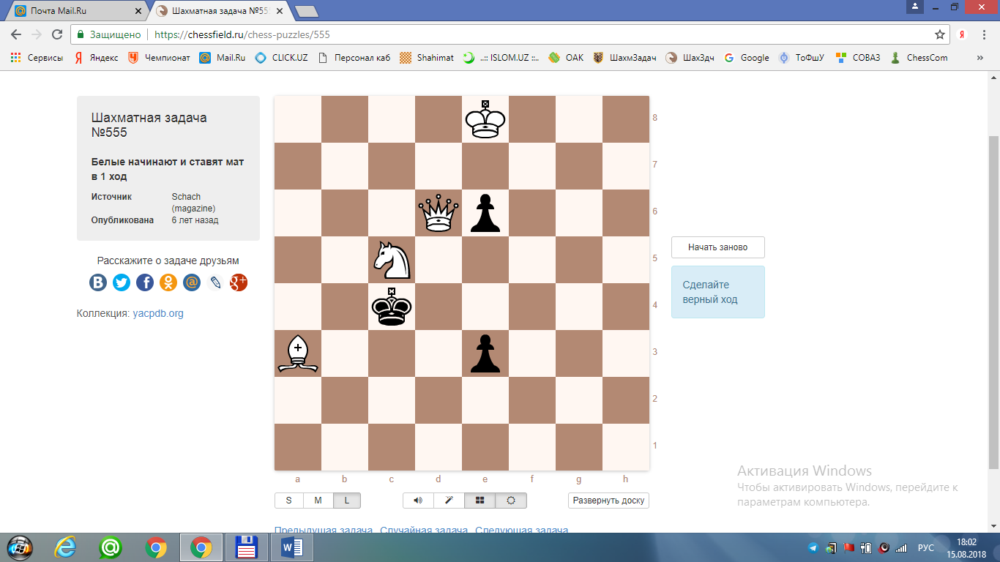 Почта Mail.Ru
Шахматная задача №55
Защищено
https://chessfield.ru/chess-puzzles/555
Сервисы
Яндекс
Чемпионат
Mail.Ru
CLICK.UZ
Персонал каб
Shahimat
..:: ISLOM.UZ ::..
ОАК
ШахмЗадач
ШахЗдч
Google
ТоФшУ
СОВАЗ
ChessCom
»
Шахматная задача
№555
Белые начинают и ставят мат
в 1 ход
Источник
Schach
(magazine)
Опубликована
6 лет назад
Расскажите о задаче друзьям
Коллекция: yacpdb.org
8
7
6
5
4
3
2
1
a b c d e f g h
Начать заново
Сделайте
верный ход
S M L
Развернуть доску
Предыдущая задача Случайная задача Следующая задача
Активация Windows
Чтобы активировать Windows, перейдите к
параметрам компьютера.
РУС
18:02
15.08.2018